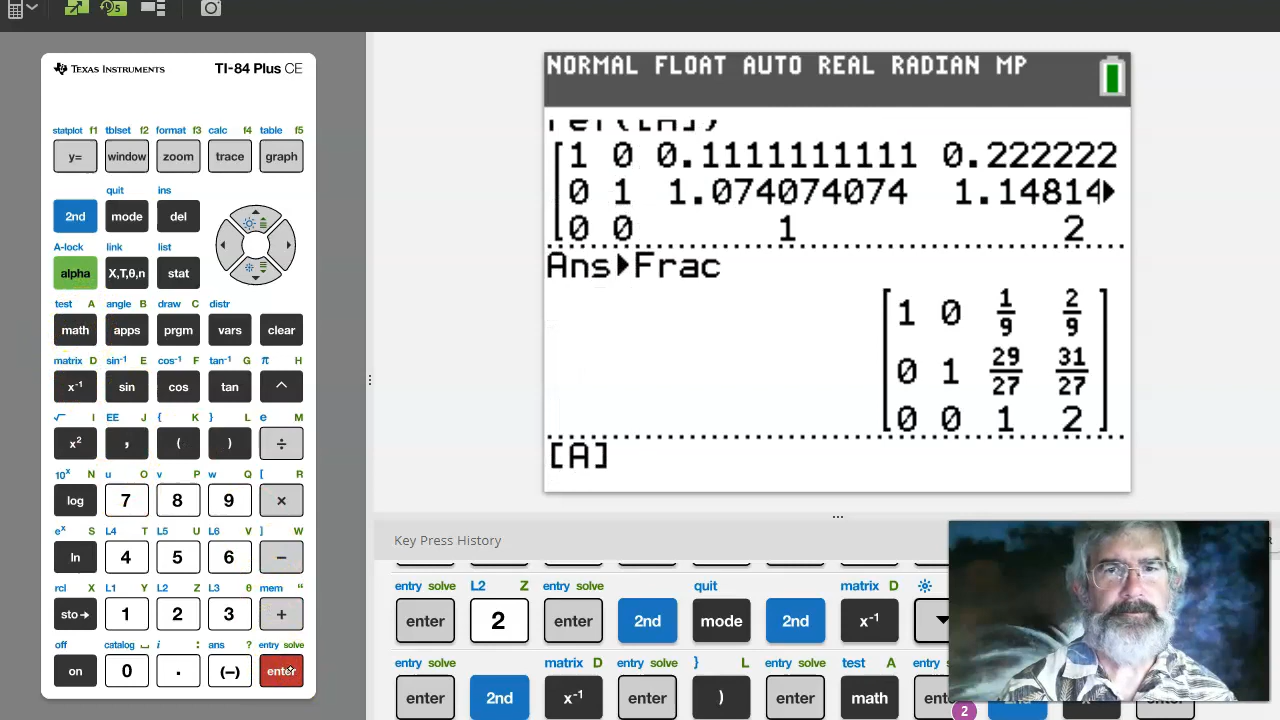 TEXAS INSTRUMENTS TI-84 Plus CE
statplot f1 tblset f2 format f3 calc f4 table f5
y= window zoom trace graph
quit ins
2nd mode del
A-lock link list
alpha X,T,θ,n stat
test A angle B draw C distr
math apps prgm vars clear
matrix D sin⁻¹ E cos⁻¹ F tan⁻¹ G π H
x⁻¹ sin cos tan ^
√ I EE J { K } L e M
x² , ( ) ÷
10ˣ N u O v P w Q [ R
log 7 8 9 ×
eˣ S L4 T L5 U L6 V ] W
ln 4 5 6 −
rcl X L1 Y L2 Z L3 θ mem “
sto→ 1 2 3 +
off catalog ⎵ i : ans ? entry solve
on 0 . (−) enter
NORMAL FLOAT AUTO REAL RADIAN MP
1 0 0.1111111111 0.222222
0 1 1.074074074 1.14814
0 0 1 2
Ans▶Frac
1 0 1/9 2/9
0 1 29/27 31/27
0 0 1 2
[A]
Key Press History
entry solve L2 Z entry solve quit matrix D
enter 2 enter 2nd mode 2nd x⁻¹
entry solve matrix D entry solve } L entry solve test A entry
enter 2nd x⁻¹ enter ) enter math
2